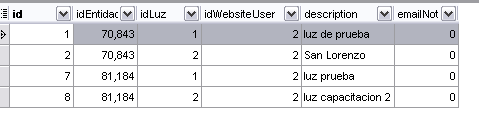 id idEntidad idLuz idWebsiteUser description emailNot
1 70,843 1 2 luz de prueba 0
2 70,843 2 2 San Lorenzo 0
7 81,184 1 2 luz prueba 0
8 81,184 2 2 luz capacitacion 2 0